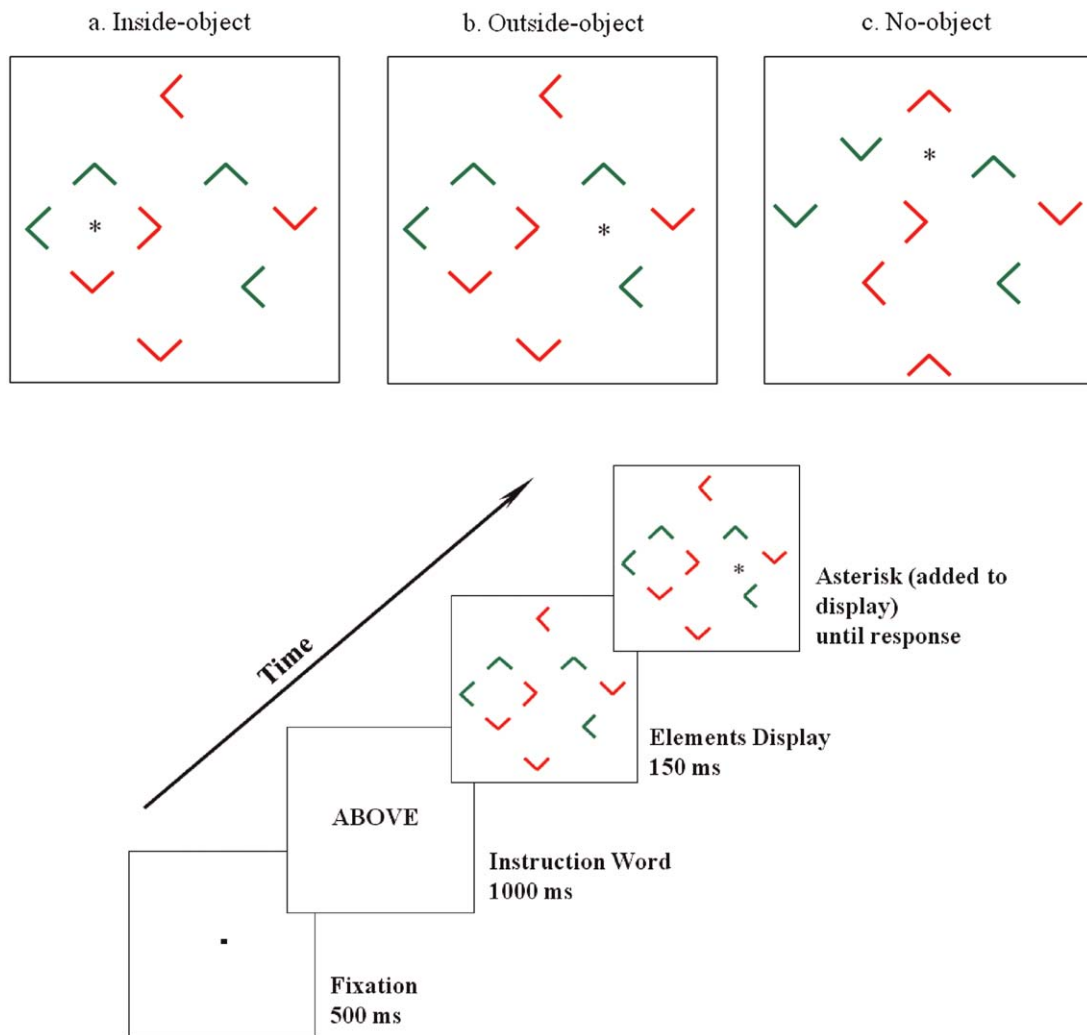 a. Inside-object
b. Outside-object
c. No-object
*
*
*
*
Asterisk (added to
display)
until response
Time
Elements Display
150 ms
ABOVE
Instruction Word
1000 ms
Fixation
500 ms